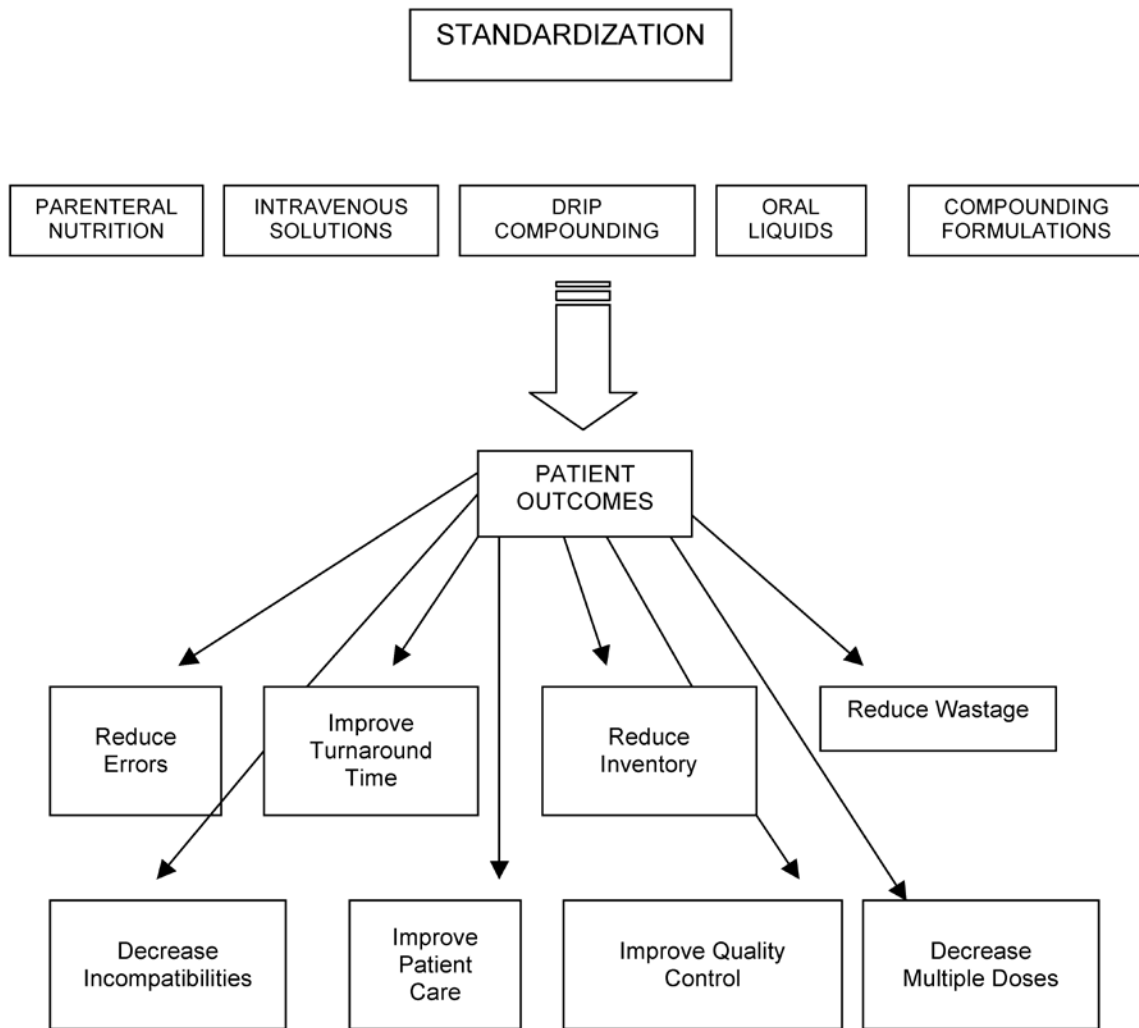 STANDARDIZATION
PARENTERAL
NUTRITION
INTRAVENOUS
SOLUTIONS
DRIP
COMPOUNDING
ORAL
LIQUIDS
COMPOUNDING
FORMULATIONS
PATIENT
OUTCOMES
Reduce
Errors
Improve
Turnaround
Time
Reduce
Inventory
Reduce Wastage
Decrease
Incompatibilities
Improve
Patient
Care
Improve Quality
Control
Decrease
Multiple Doses